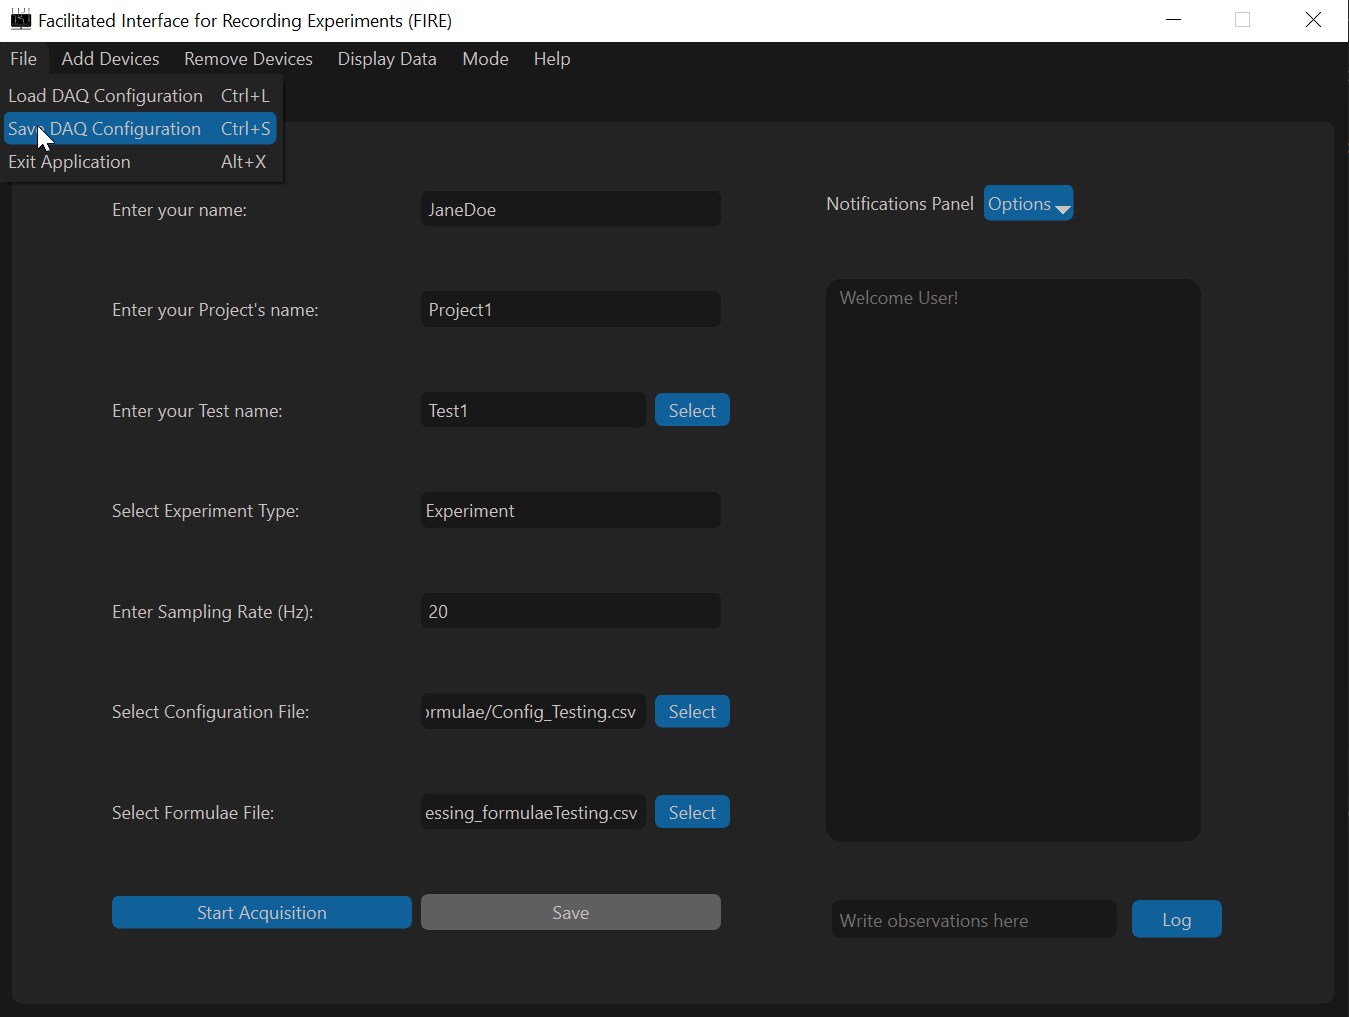 Facilitated Interface for Recording Experiments (FIRE)
File Add Devices Remove Devices Display Data Mode Help
Load DAQ Configuration Ctrl+L
Save DAQ Configuration Ctrl+S
Exit Application Alt+X
Enter your name: JaneDoe
Notifications Panel Options
Welcome User!
Enter your Project's name: Project1
Enter your Test name: Test1 Select
Select Experiment Type: Experiment
Enter Sampling Rate (Hz): 20
Select Configuration File: ormulae/Config_Testing.csv Select
Select Formulae File: essing_formulaeTesting.csv Select
Start Acquisition Save
Write observations here Log